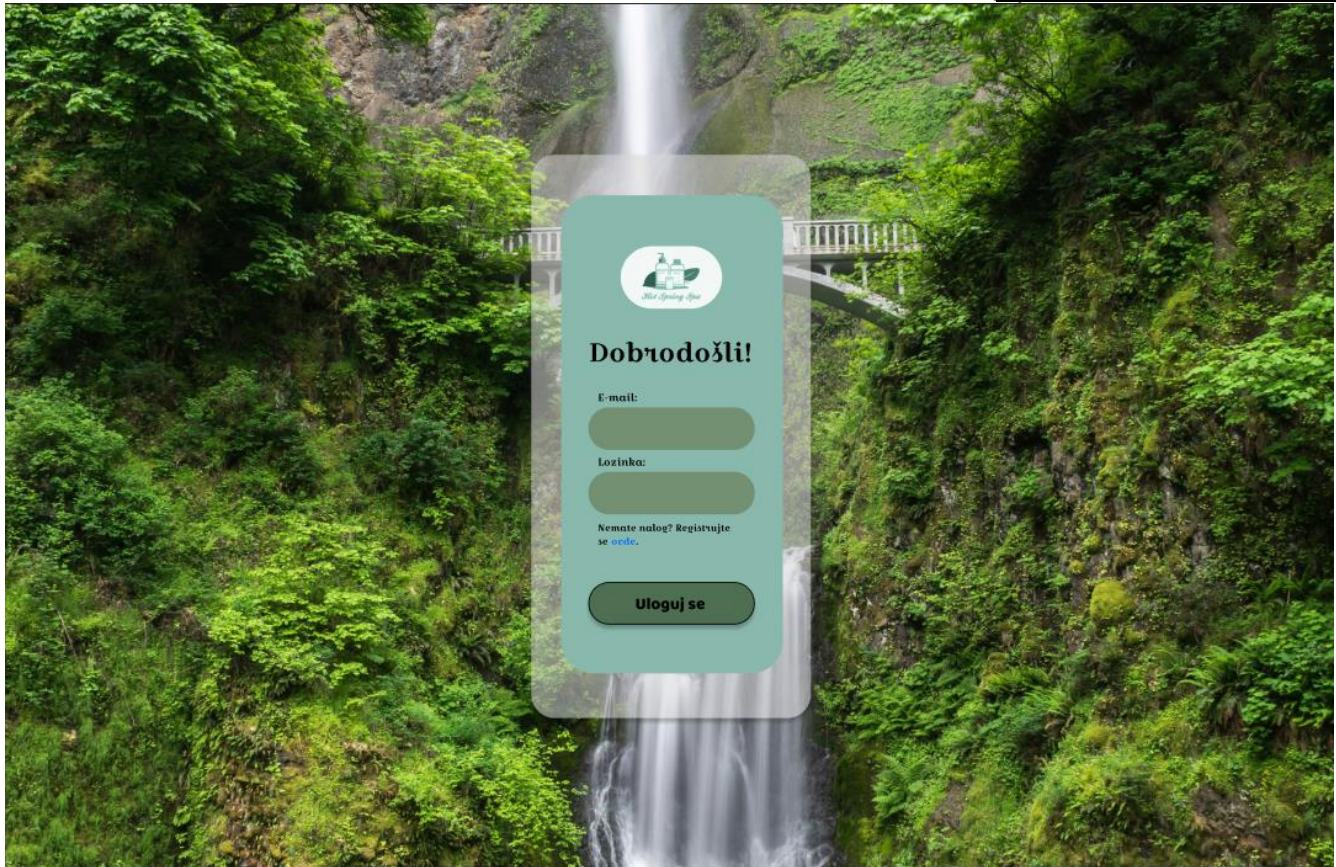 Hot Spring Spa
Dobrodošli!
E-mail:
Lozinka:
Nemate nalog? Registrujte
se ovde.
Uloguj se